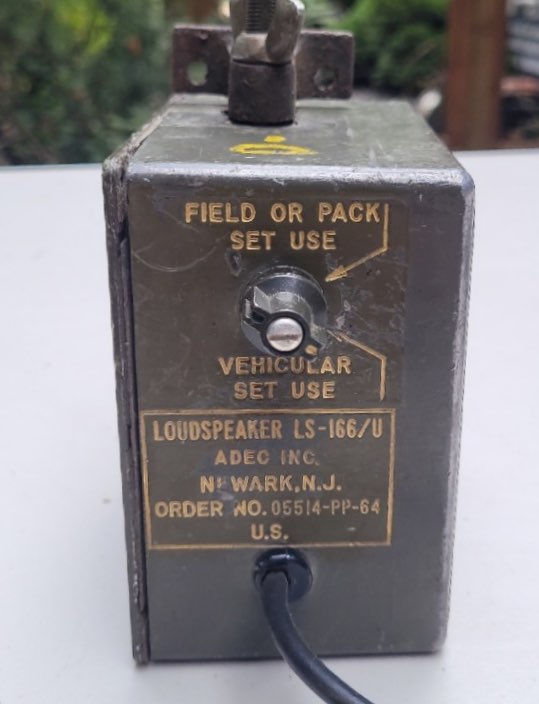 FIELD OR PACK
SET USE
VEHICULAR
SET USE
LOUDSPEAKER LS-166/U
ADEC INC.
NEWARK, N.J.
ORDER NO. 05514-PP-64
U.S.